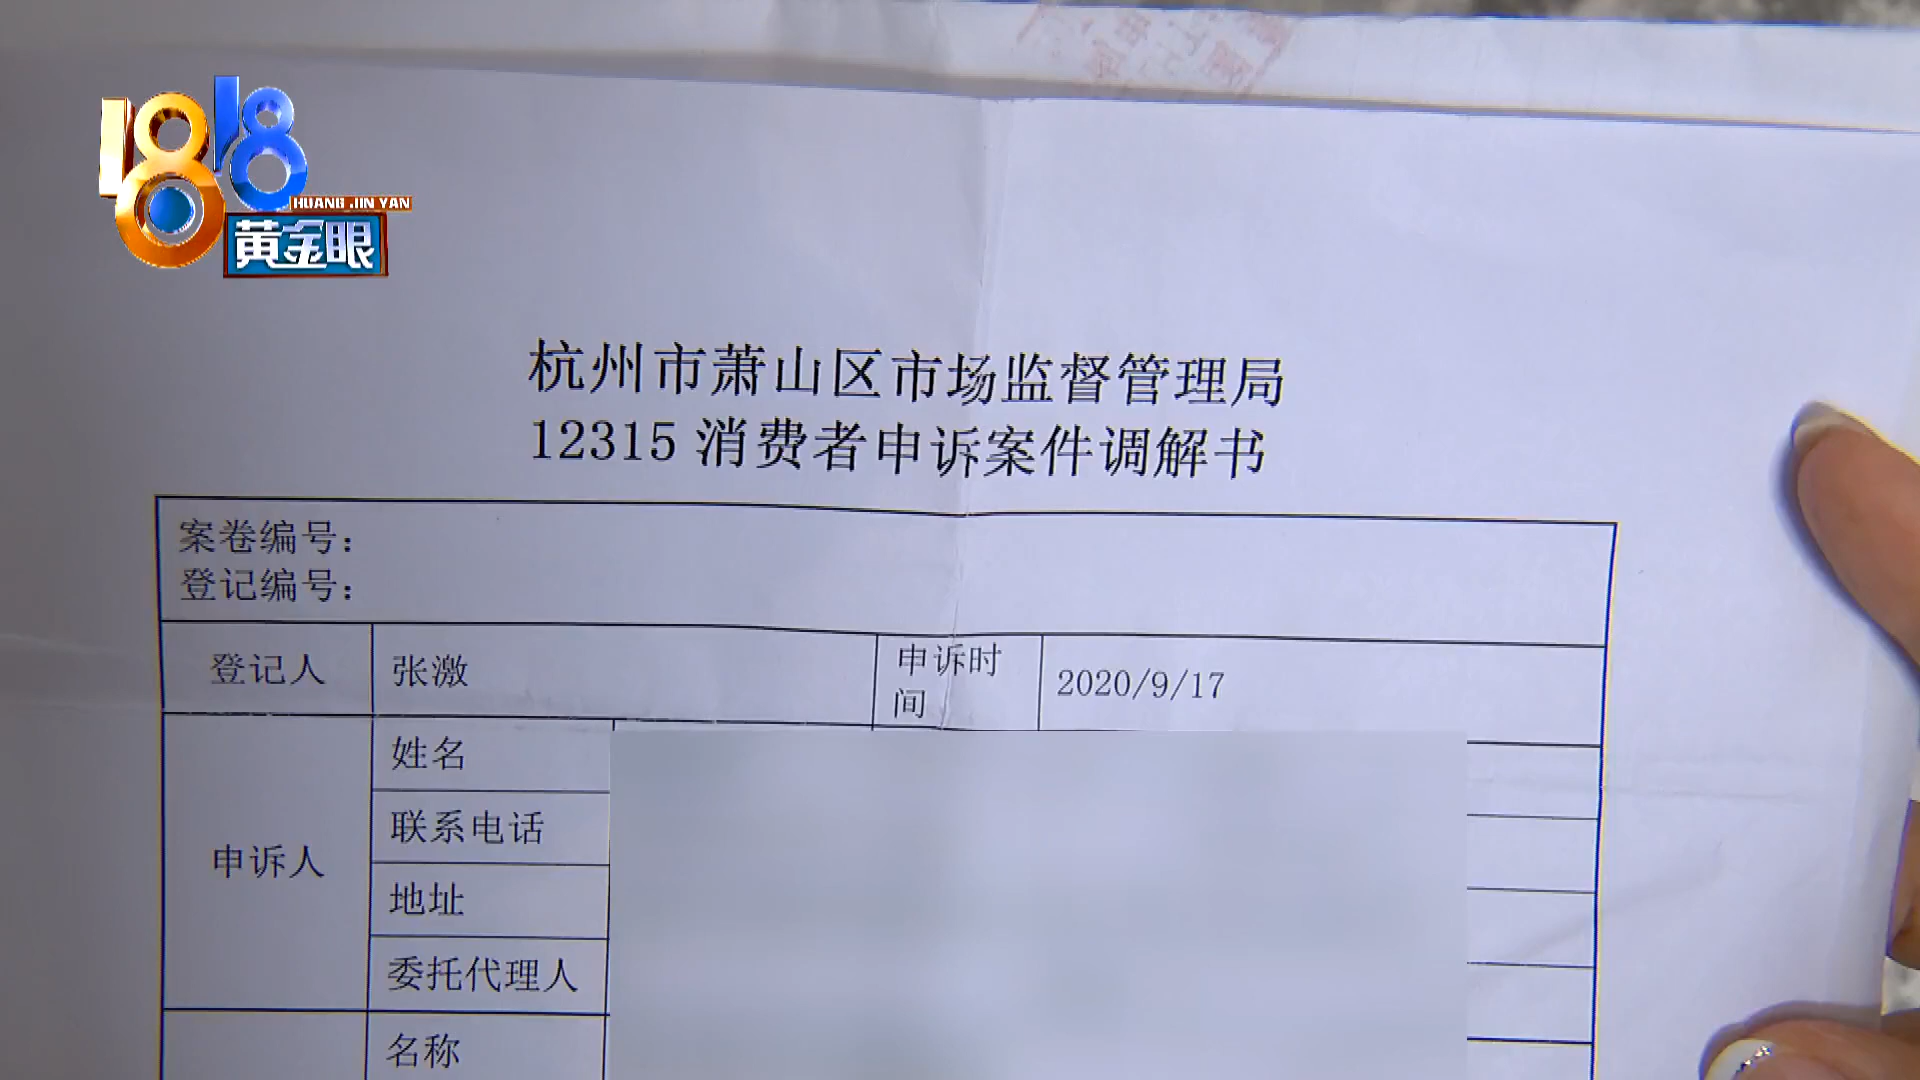 1818
HUANG JIN YAN
黄金眼
杭州市萧山区市场监督管理局
12315 消费者申诉案件调解书
案卷编号：
登记编号：
登记人 张激 申诉时间 2020/9/17
申诉人
姓名
联系电话
地址
委托代理人
名称